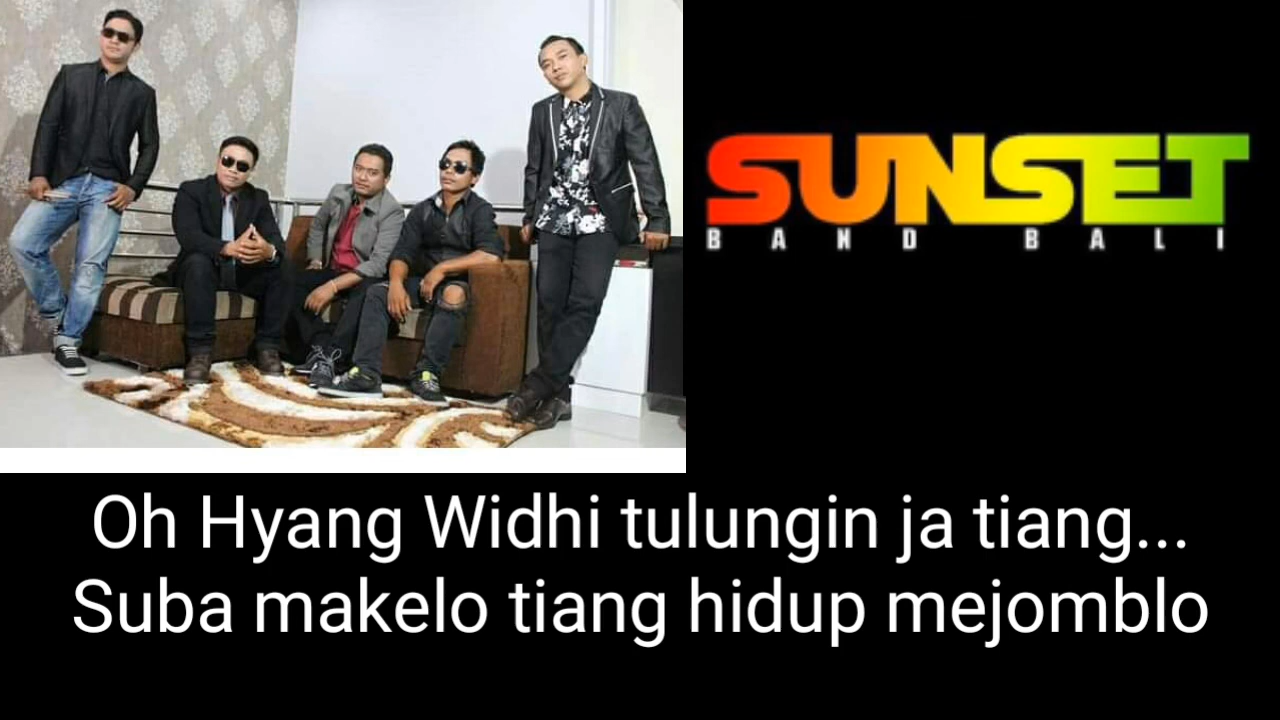 SUNSET
BAND BALI
Oh Hyang Widhi tulungin ja tiang...
Suba makelo tiang hidup mejomblo